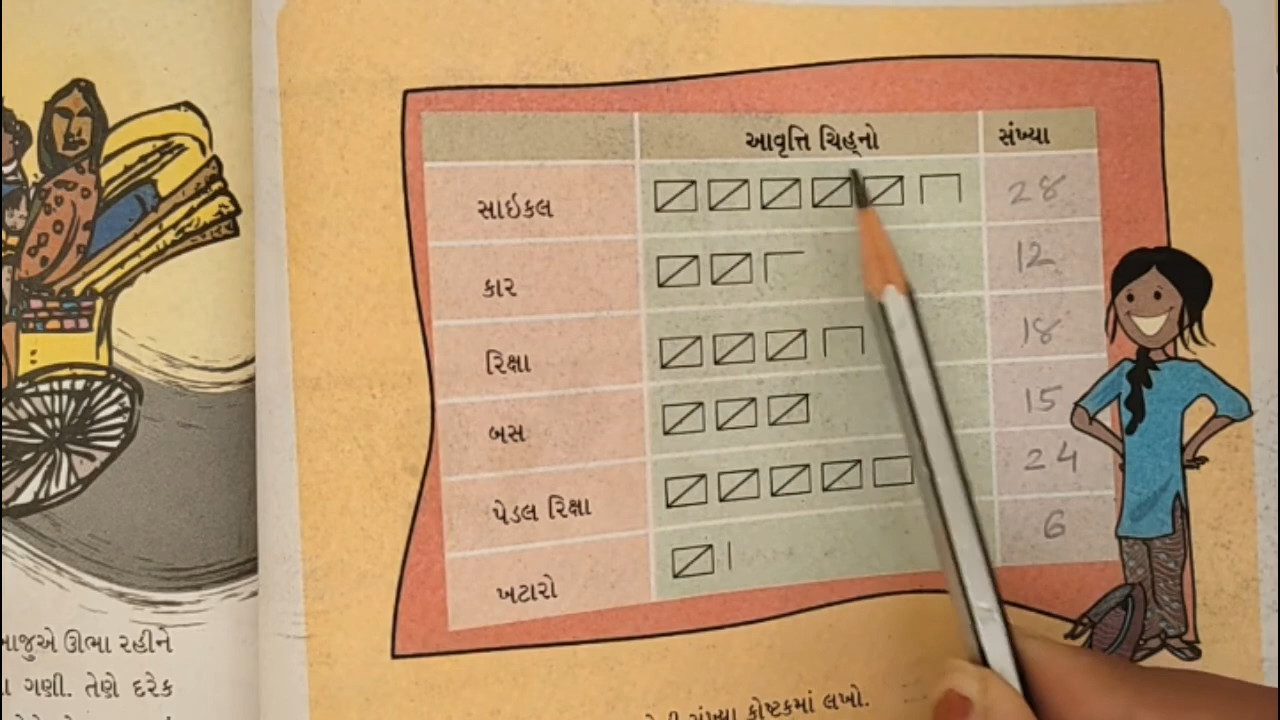 આવૃત્તિ ચિહ્નો સંખ્યા
સાઇકલ 28
કાર 12
રિક્ષા 18
બસ 15
પેડલ રિક્ષા 24
ખટારો 6
બાજુએ ઊભા રહીને
ગણી. તેણે દરેક
સંખ્યા કોષ્ટકમાં લખો.